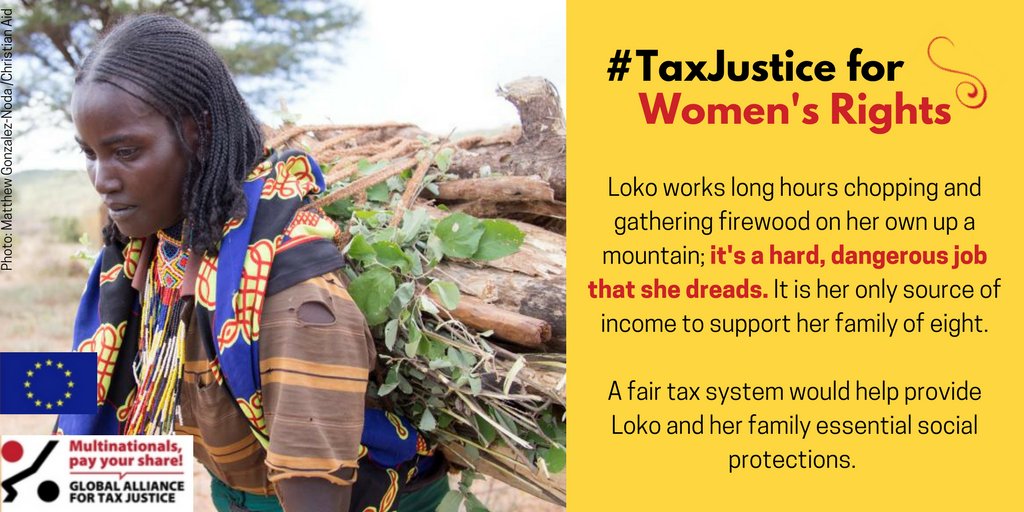 Photo: Matthew Gonzalez-Noda /Christian Aid
Multinationals,
pay your share!
GLOBAL ALLIANCE
FOR TAX JUSTICE
#TaxJustice for
Women's Rights
Loko works long hours chopping and
gathering firewood on her own up a
mountain; it's a hard, dangerous job
that she dreads. It is her only source of
income to support her family of eight.
A fair tax system would help provide
Loko and her family essential social
protections.